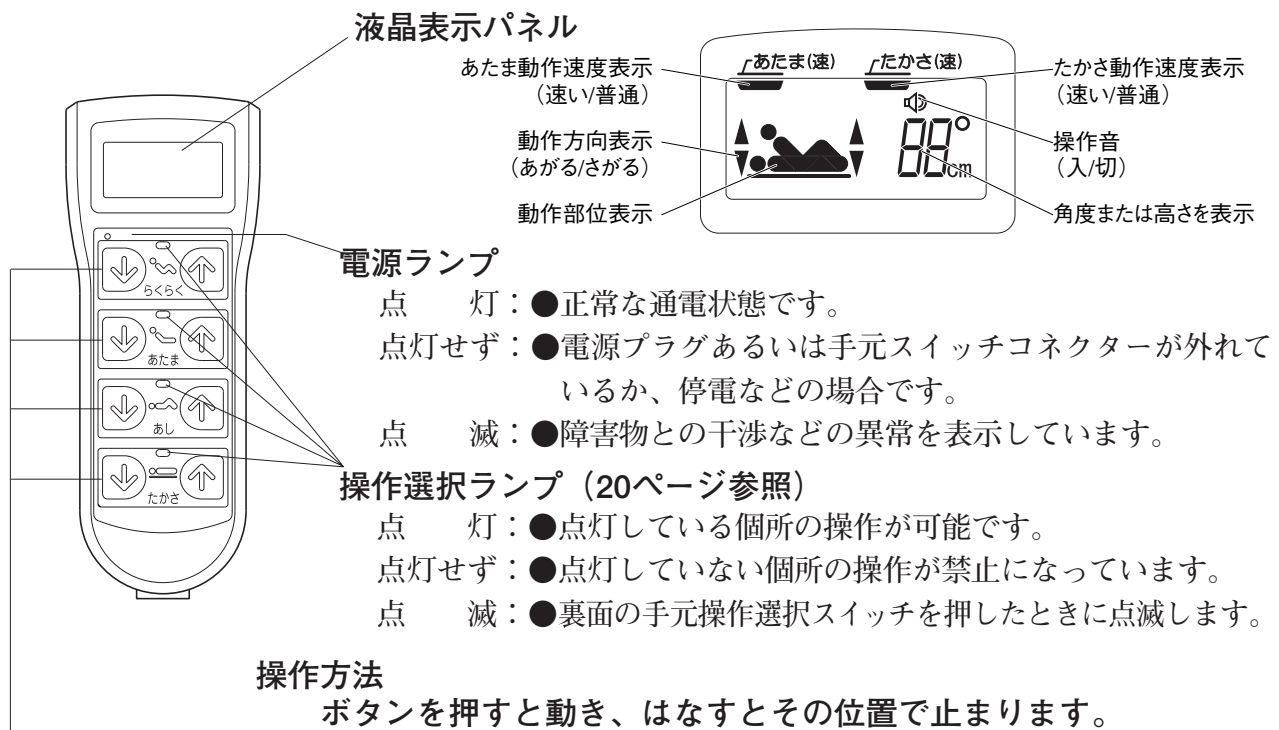 液晶表示パネル
あたま動作速度表示
（速い/普通）
動作方向表示
（あがる/さがる）
動作部位表示
あたま(速)
たかさ(速)
88°
cm
たかさ動作速度表示
（速い/普通）
操作音
（入/切）
角度または高さを表示
らくらく
あたま
あし
たかさ
電源ランプ
点　　灯：●正常な通電状態です。
点灯せず：●電源プラグあるいは手元スイッチコネクターが外れて
いるか、停電などの場合です。
点　　滅：●障害物との干渉などの異常を表示しています。
操作選択ランプ（20ページ参照）
点　　灯：●点灯している個所の操作が可能です。
点灯せず：●点灯していない個所の操作が禁止になっています。
点　　滅：●裏面の手元操作選択スイッチを押したときに点滅します。
操作方法
ボタンを押すと動き、はなすとその位置で止まります。